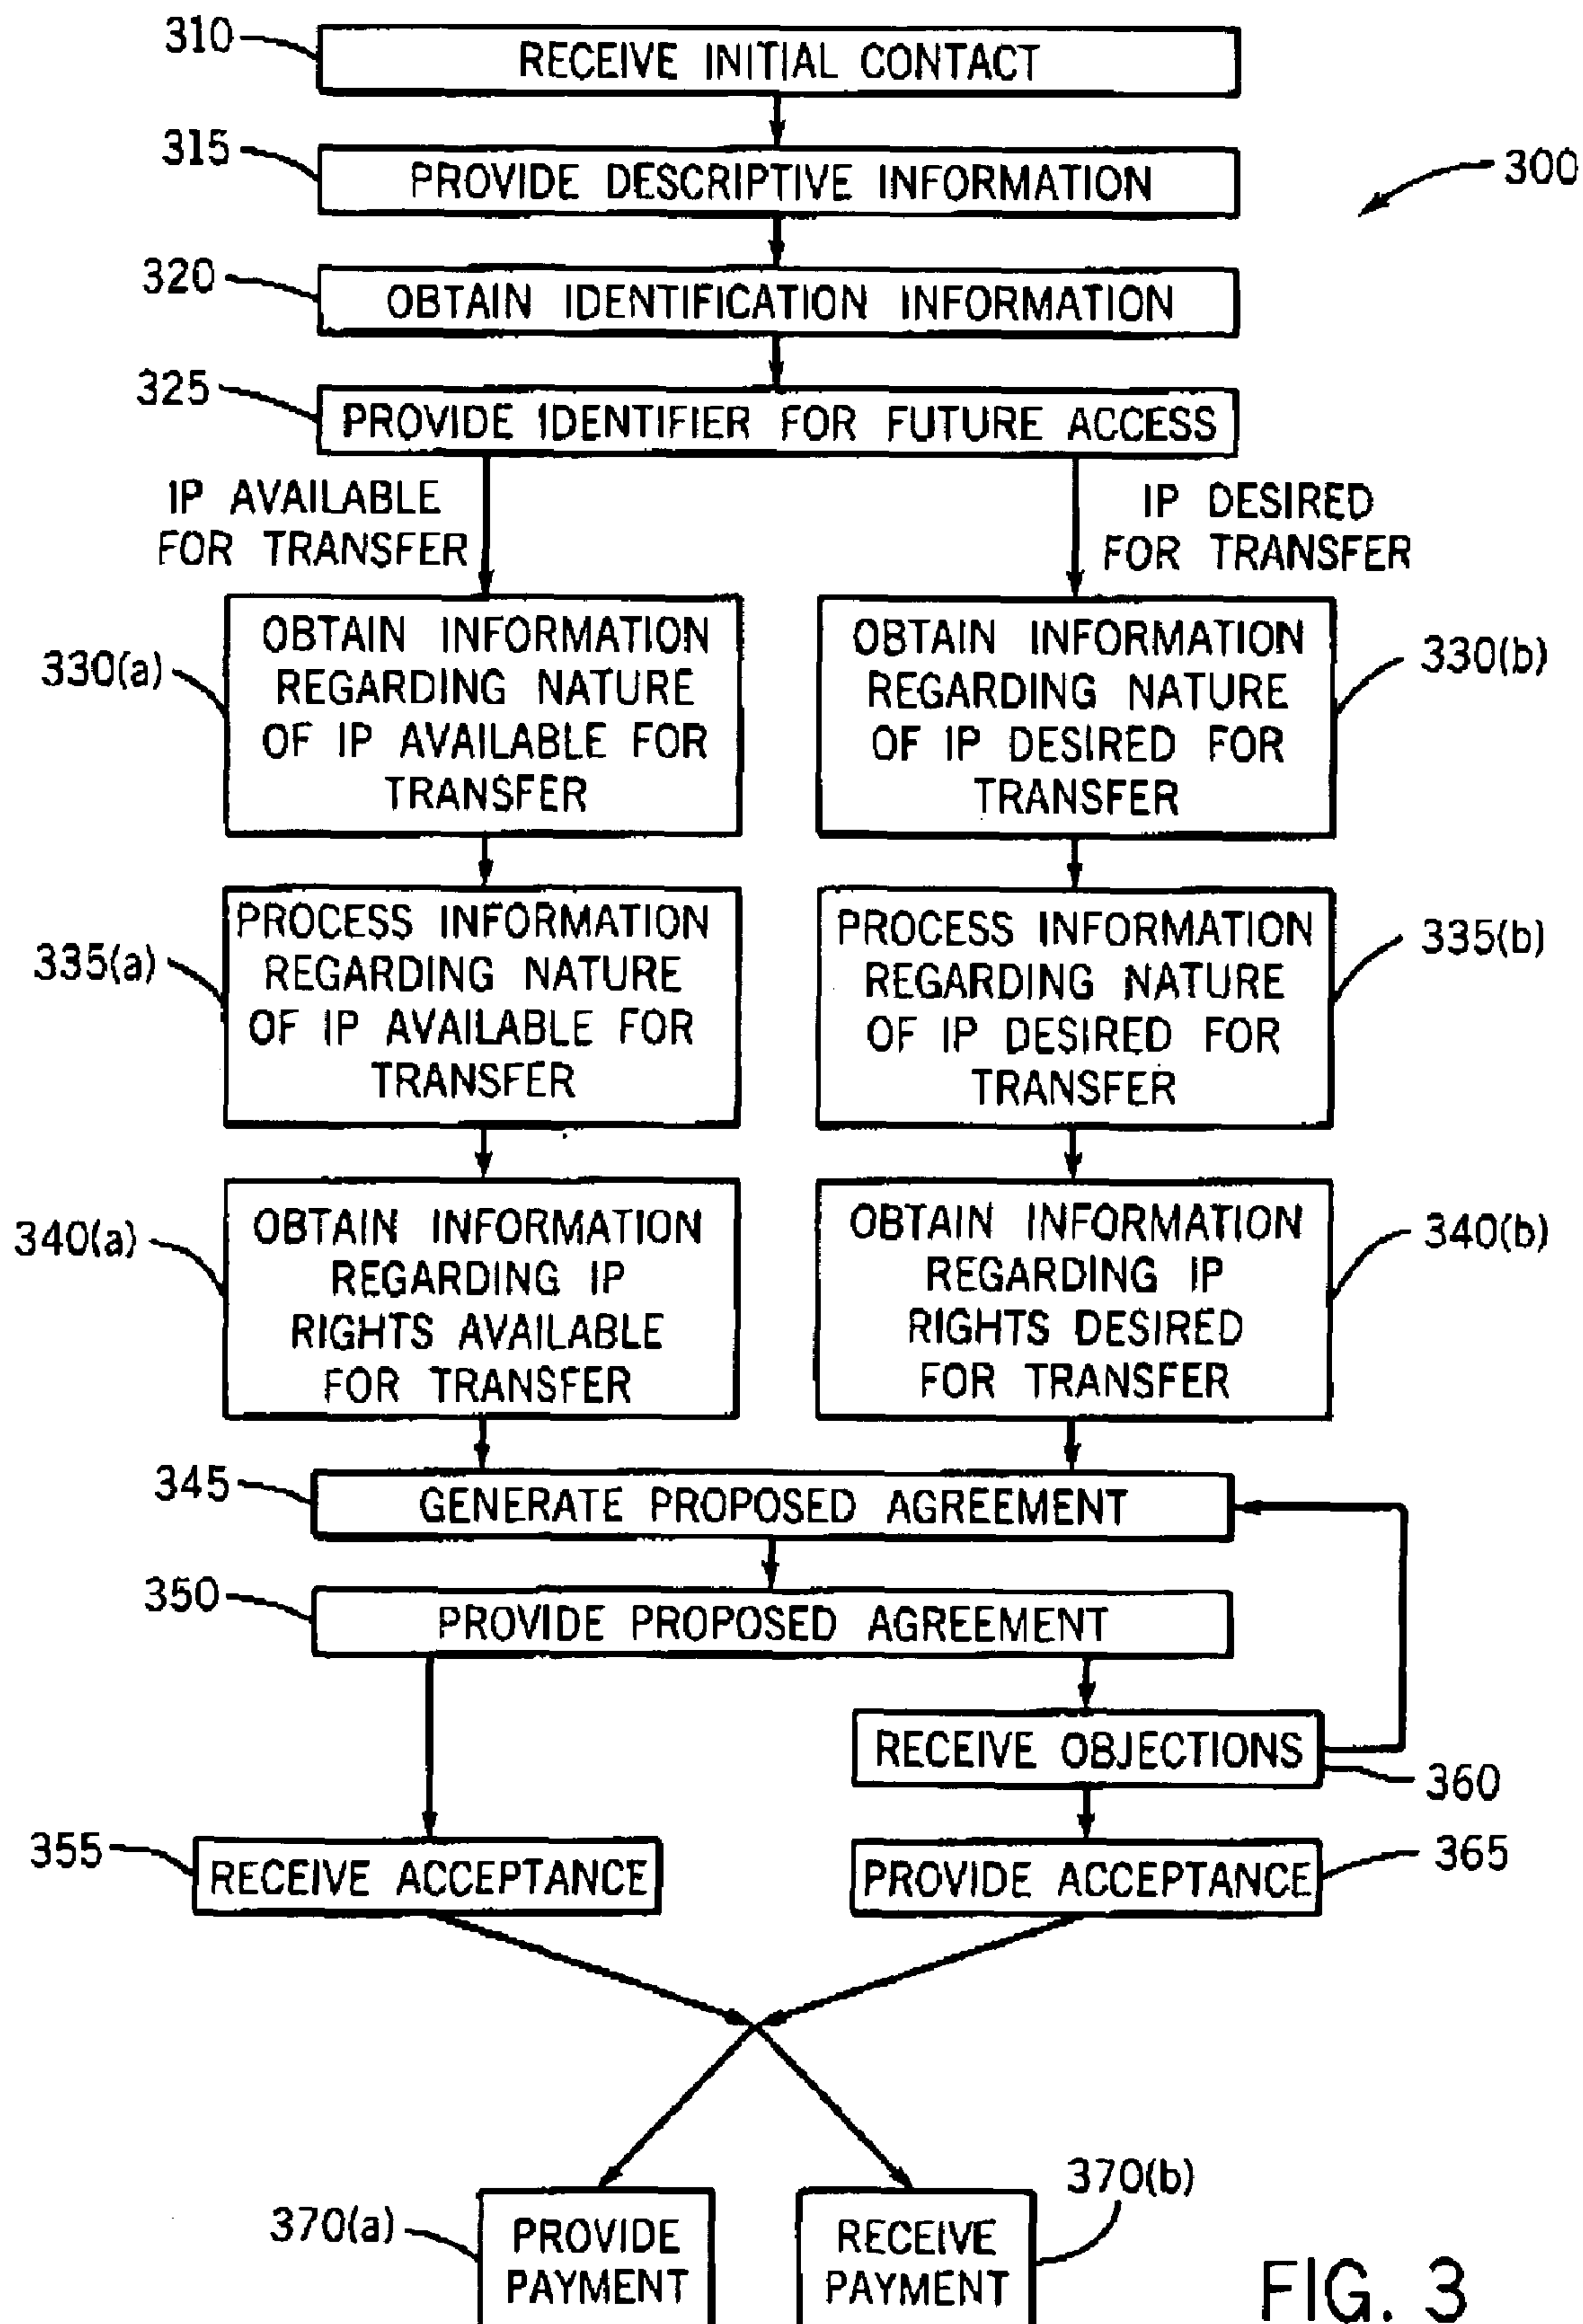 310
RECEIVE INITIAL CONTACT
315
PROVIDE DESCRIPTIVE INFORMATION
300
320
OBTAIN IDENTIFICATION INFORMATION
325
PROVIDE IDENTIFIER FOR FUTURE ACCESS
IP AVAILABLE
FOR TRANSFER
IP DESIRED
FOR TRANSFER
330(a)
OBTAIN INFORMATION
REGARDING NATURE
OF IP AVAILABLE FOR
TRANSFER
OBTAIN INFORMATION
REGARDING NATURE
OF IP DESIRED FOR
TRANSFER
330(b)
335(a)
PROCESS INFORMATION
REGARDING NATURE
OF IP AVAILABLE FOR
TRANSFER
PROCESS INFORMATION
REGARDING NATURE
OF IP DESIRED FOR
TRANSFER
335(b)
340(a)
OBTAIN INFORMATION
REGARDING IP
RIGHTS AVAILABLE
FOR TRANSFER
OBTAIN INFORMATION
REGARDING IP
RIGHTS DESIRED
FOR TRANSFER
340(b)
345
GENERATE PROPOSED AGREEMENT
350
PROVIDE PROPOSED AGREEMENT
RECEIVE OBJECTIONS
360
355
RECEIVE ACCEPTANCE
PROVIDE ACCEPTANCE
365
370(a)
PROVIDE
PAYMENT
RECEIVE
PAYMENT
370(b)
FIG. 3